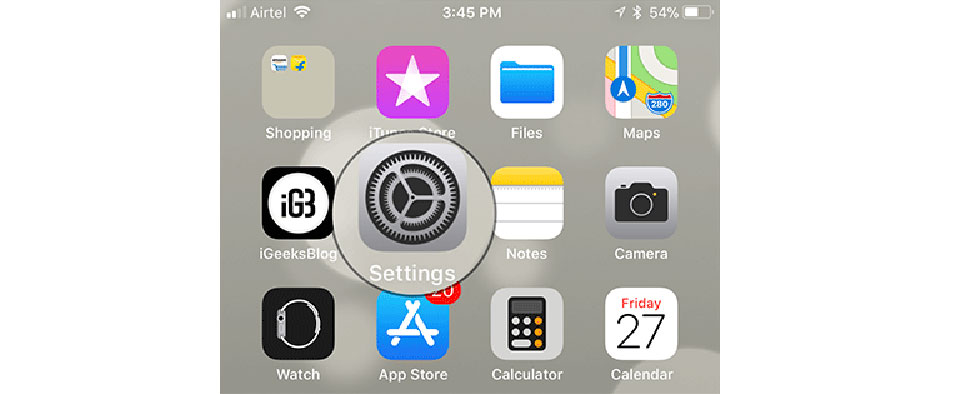 Airtel 3:45 PM 54%
280
Shopping iTunes Store Files Maps
iGB
iGeeksBlog Settings Notes Camera
20
Friday
27
Watch App Store Calculator Calendar